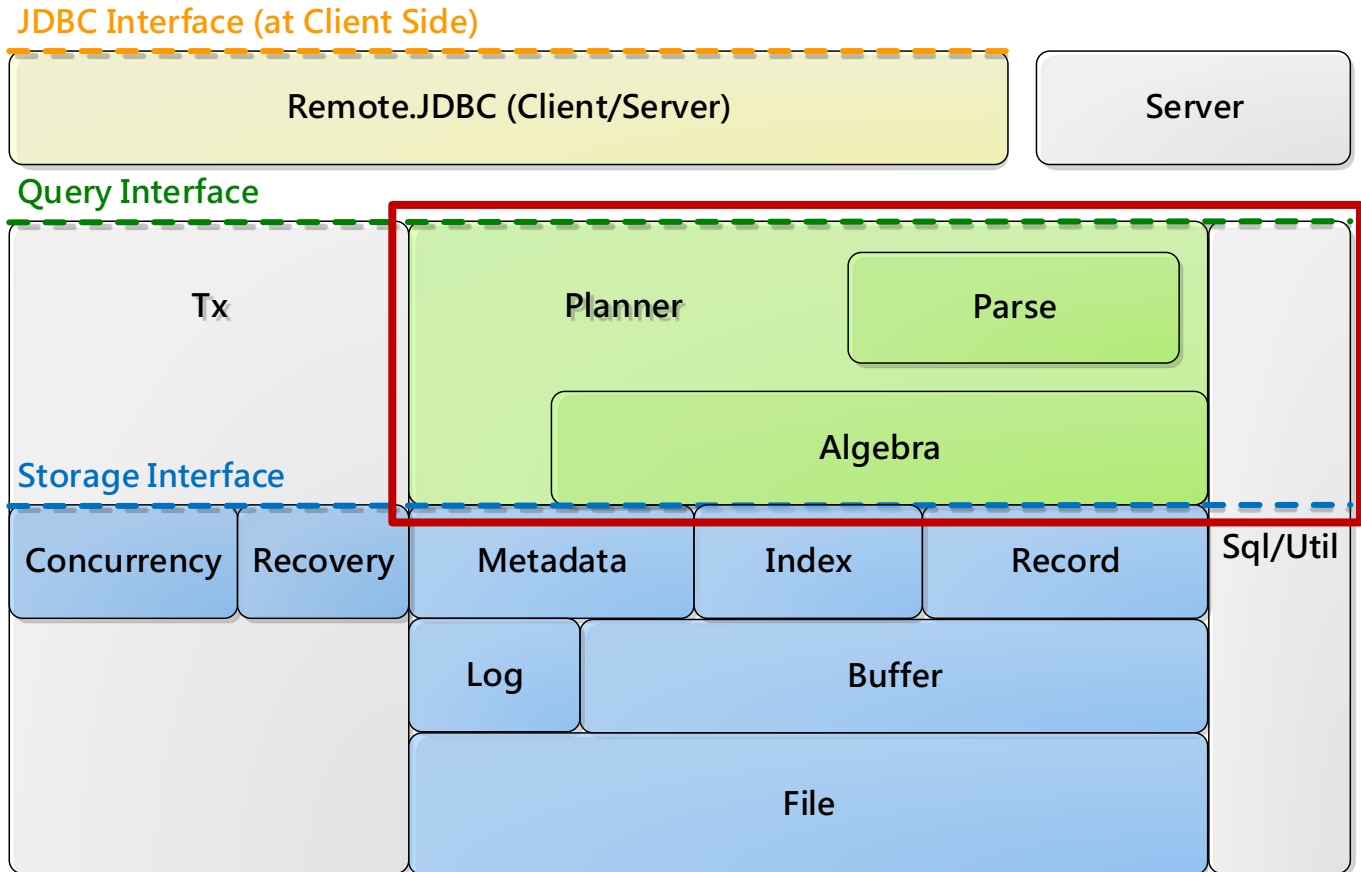 JDBC Interface (at Client Side)
Remote.JDBC (Client/Server)
Server
Query Interface
Tx
Planner
Parse
Algebra
Storage Interface
Concurrency
Recovery
Metadata
Index
Record
Sql/Util
Log
Buffer
File